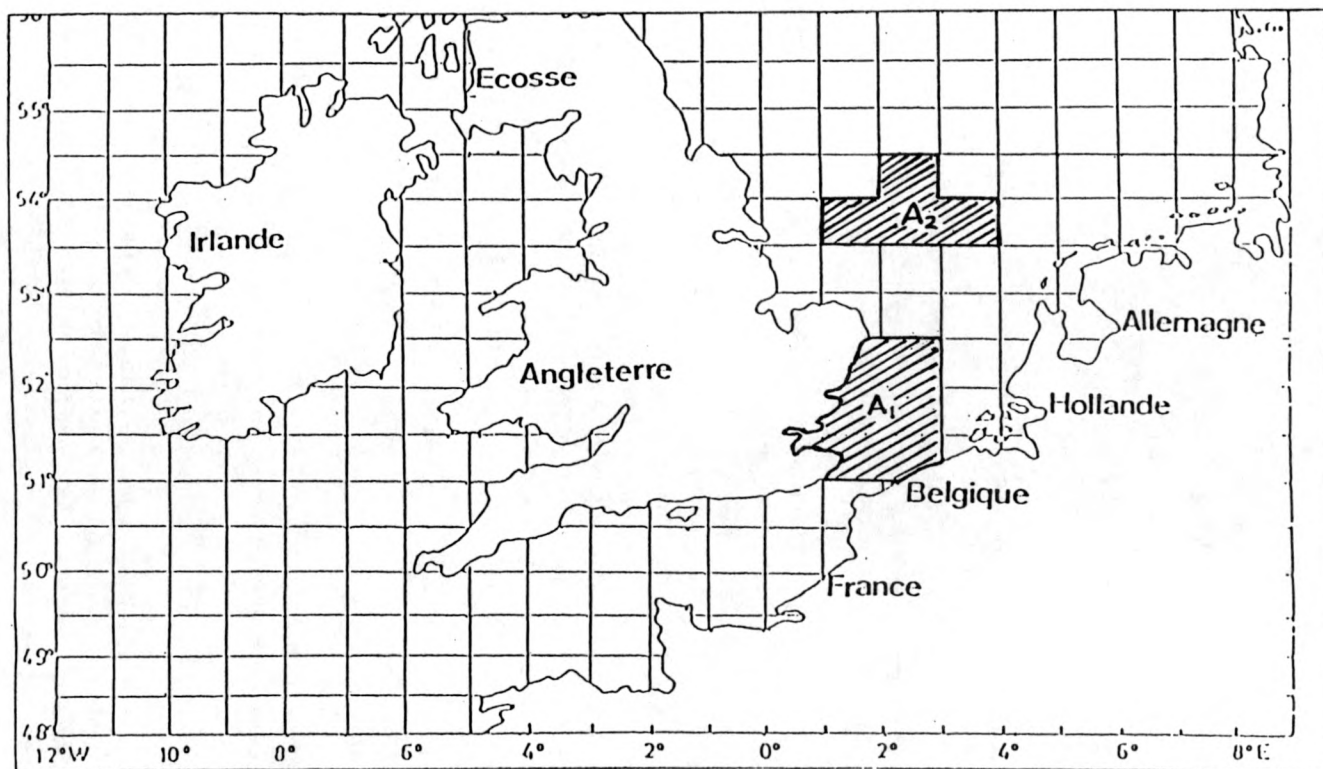 Ecosse
55°
54°
A₂
Irlande
53°
Allemagne
Angleterre
52°
A₁
Hollande
51°
Belgique
50°
France
49°
48°
12°W 10° 8° 6° 4° 2° 0° 2° 4° 6° 8°E